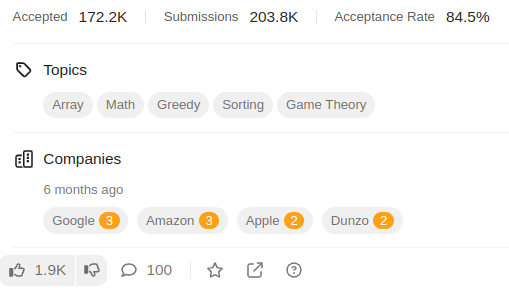 Accepted 172.2K Submissions 203.8K Acceptance Rate 84.5%
Topics
Array Math Greedy Sorting Game Theory
Companies
6 months ago
Google 3 Amazon 3 Apple 2 Dunzo 2
1.9K 100